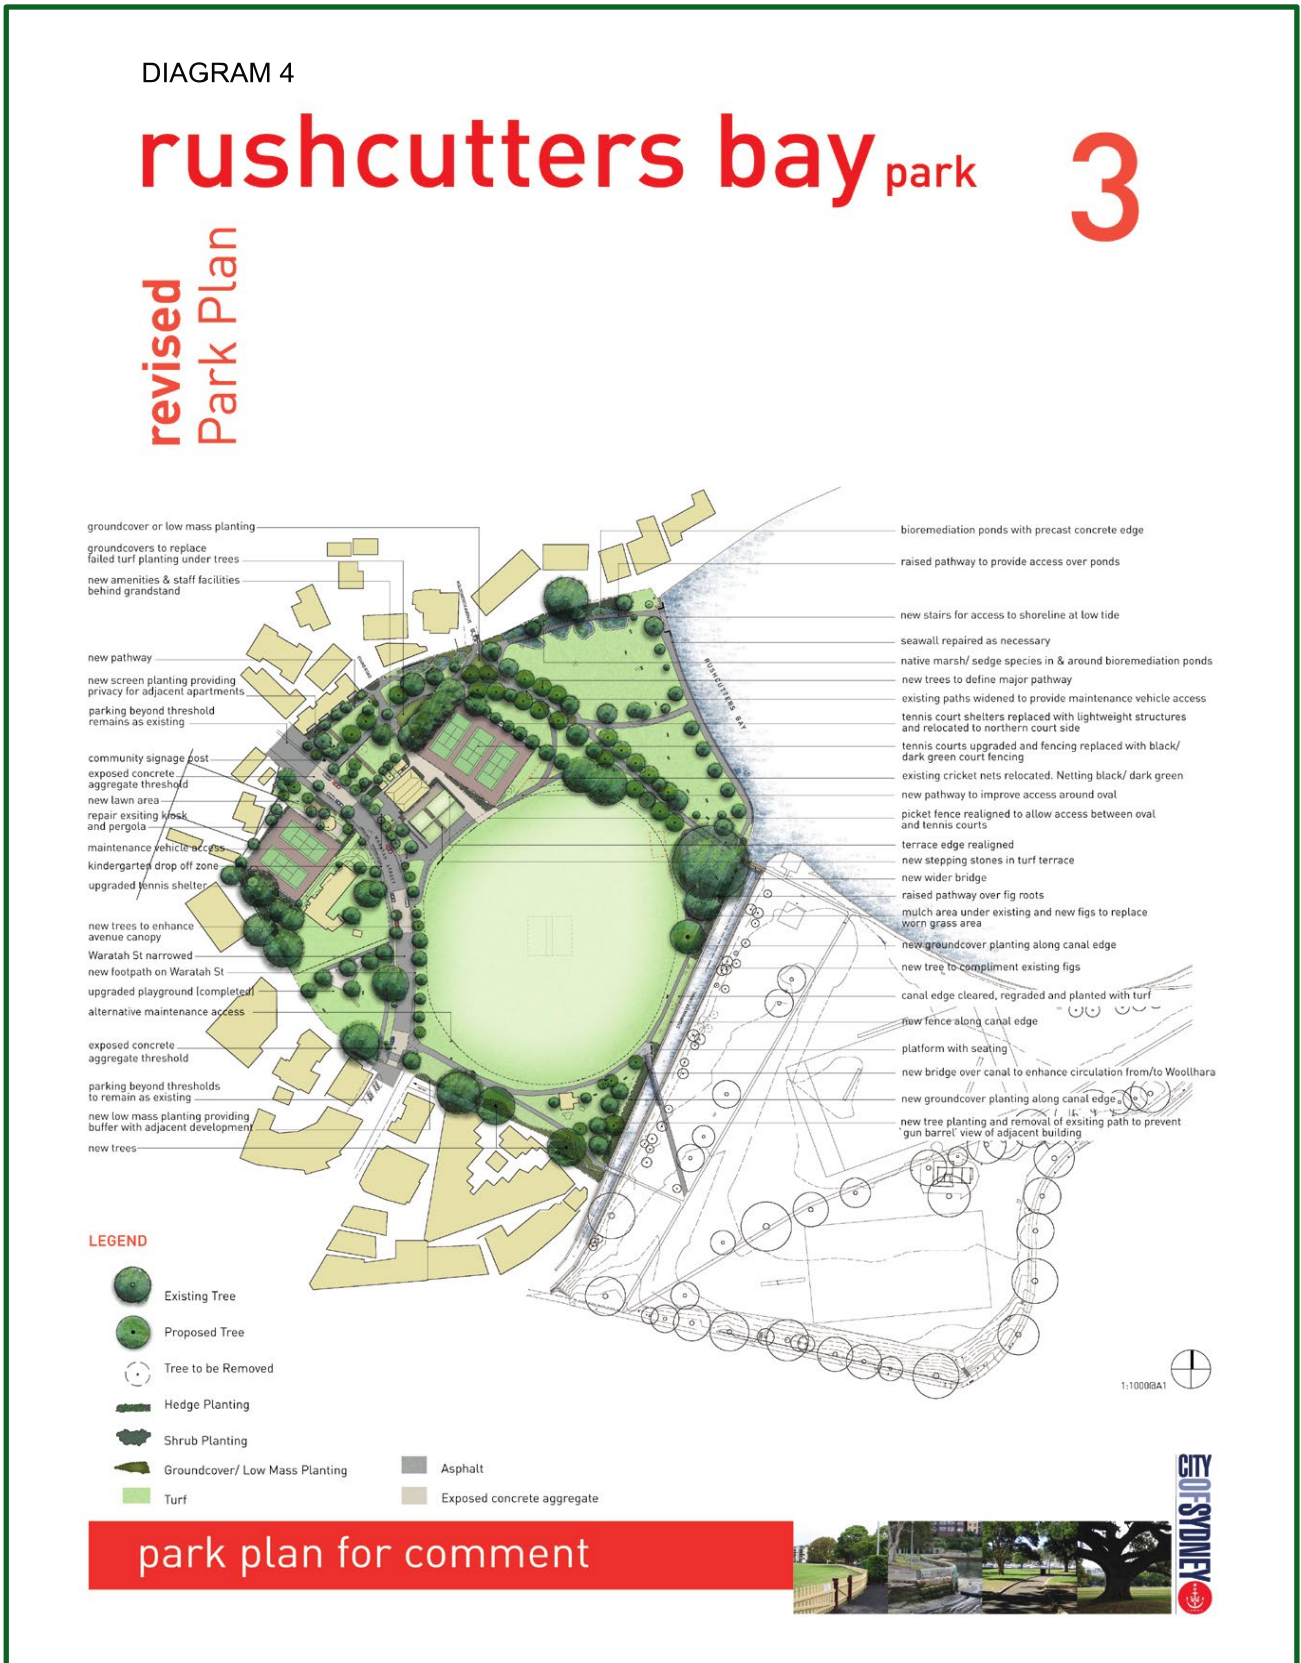 DIAGRAM 4
rushcutters bay park
3
revised
Park Plan
groundcover or low mass planting
groundcovers to replace
failed turf planting under trees
new amenities & staff facilities
behind grandstand
new pathway
new screen planting providing
privacy for adjacent apartments
parking beyond threshold
remains as existing
community signage post
exposed concrete
aggregate threshold
new lawn area
repair exsiting kiosk
and pergola
maintenance vehicle access
kindergarten drop off zone
upgraded tennis shelter
new trees to enhance
avenue canopy
Waratah St narrowed
new footpath on Waratah St
upgraded playground (completed)
alternative maintenance access
exposed concrete
aggregate threshold
parking beyond thresholds
to remain as existing
new low mass planting providing
buffer with adjacent development
new trees
bioremediation ponds with precast concrete edge
raised pathway to provide access over ponds
new stairs for access to shoreline at low tide
seawall repaired as necessary
native marsh/ sedge species in & around bioremediation ponds
new trees to define major pathway
existing paths widened to provide maintenance vehicle access
tennis court shelters replaced with lightweight structures
and relocated to northern court side
tennis courts upgraded and fencing replaced with black/
dark green court fencing
existing cricket nets relocated. Netting black/ dark green
new pathway to improve access around oval
picket fence realigned to allow access between oval
and tennis courts
terrace edge realigned
new stepping stones in turf terrace
new wider bridge
raised pathway over fig roots
mulch area under existing and new figs to replace
worn grass area
new groundcover planting along canal edge
new tree to compliment existing figs
canal edge cleared, regraded and planted with turf
new fence along canal edge
platform with seating
new bridge over canal to enhance circulation from/to Woollhara
new groundcover planting along canal edge
new tree planting and removal of exsiting path to prevent
'gun barrel' view of adjacent building
RUSHCUTTERS BAY
LEGEND
Existing Tree
Proposed Tree
Tree to be Removed
Hedge Planting
Shrub Planting
Groundcover/ Low Mass Planting
Turf
Asphalt
Exposed concrete aggregate
1:1000@A1
park plan for comment
CITYOFSYDNEY